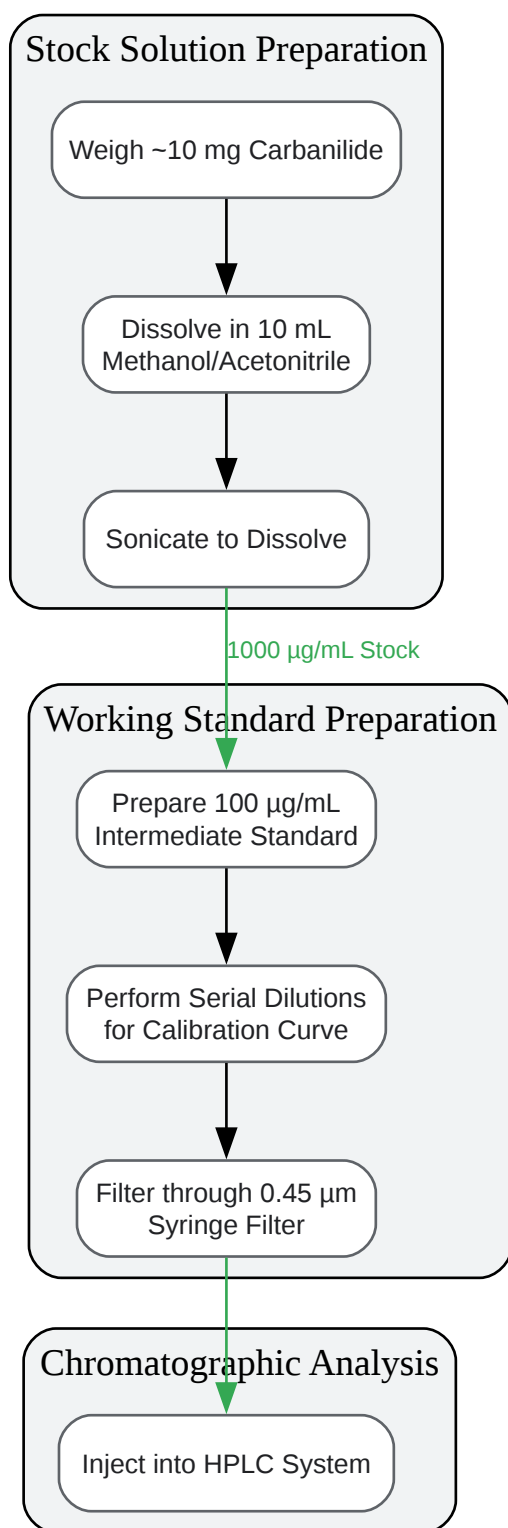 Stock Solution Preparation
Weigh ~10 mg Carbanilide
Dissolve in 10 mL
Methanol/Acetonitrile
Sonicate to Dissolve
1000 µg/mL Stock
Working Standard Preparation
Prepare 100 µg/mL
Intermediate Standard
Perform Serial Dilutions
for Calibration Curve
Filter through 0.45 µm
Syringe Filter
Chromatographic Analysis
Inject into HPLC System